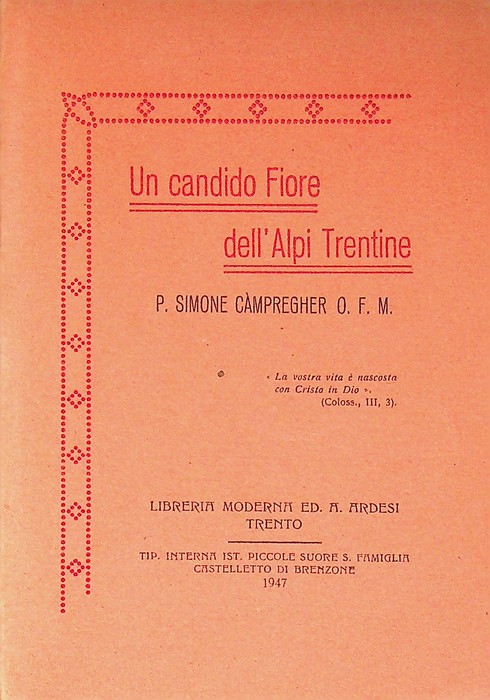 Un candido Fiore
dell'Alpi Trentine
P. SIMONE CÀMPREGHER O. F. M.
« La vostra vita è nascosta
con Cristo in Dio ».
(Coloss., III, 3).
LIBRERIA MODERNA ED. A. ARDESI
TRENTO
TIP. INTERNA IST. PICCOLE SUORE S. FAMIGLIA
CASTELLETTO DI BRENZONE
1947